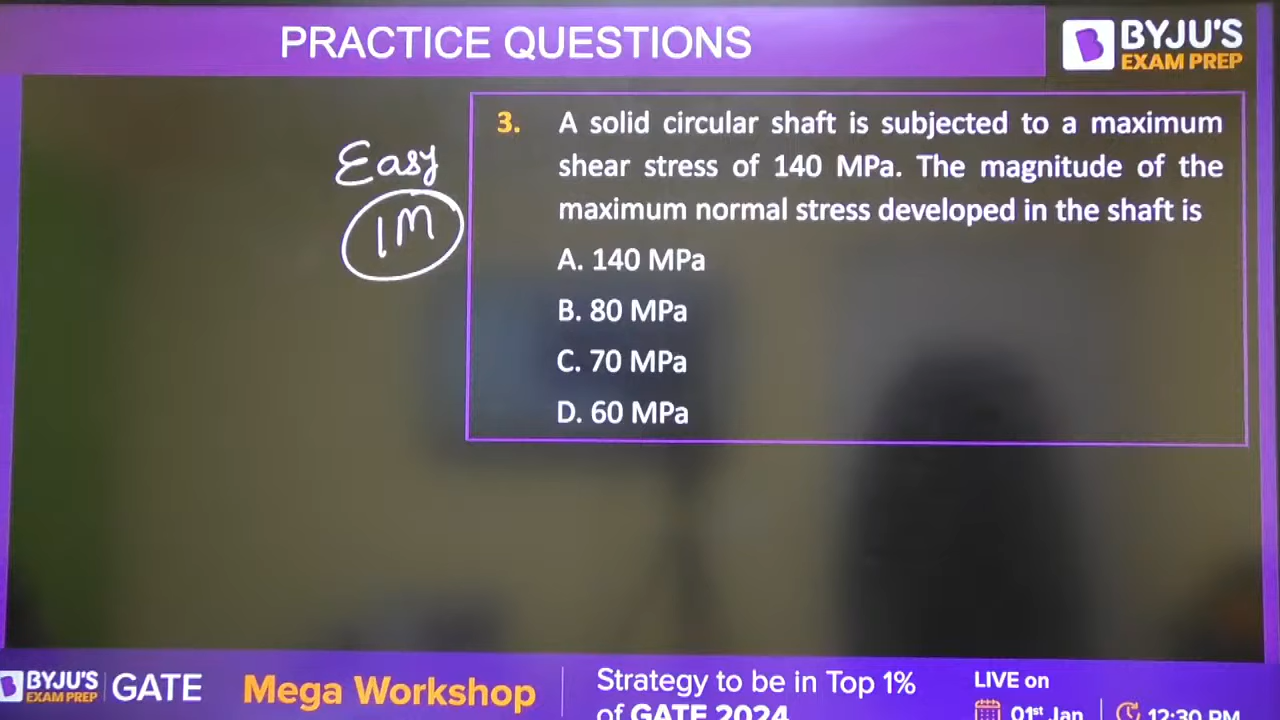 PRACTICE QUESTIONS
BYJU'S
EXAM PREP
Easy
1M
3. A solid circular shaft is subjected to a maximum
shear stress of 140 MPa. The magnitude of the
maximum normal stress developed in the shaft is
A. 140 MPa
B. 80 MPa
C. 70 MPa
D. 60 MPa
BYJU'S
EXAM PREP
GATE
Mega Workshop
Strategy to be in Top 1%
of GATE 2024
LIVE on
01st Jan
12:30 PM